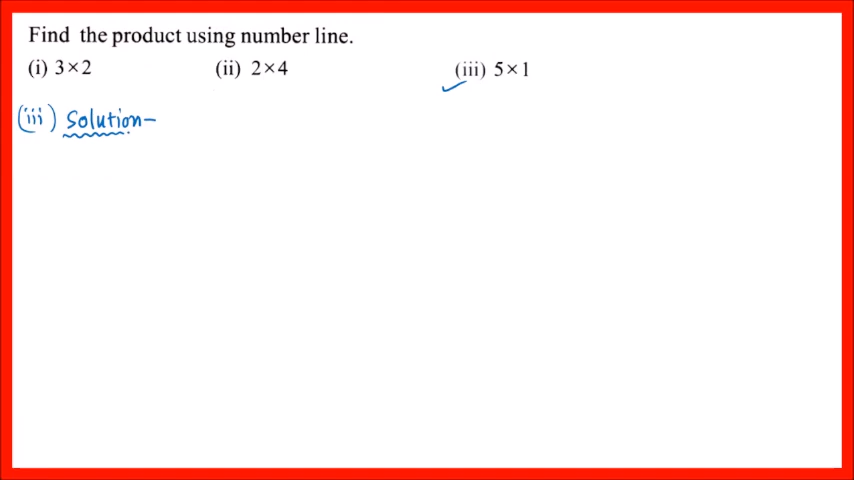 Find the product using number line.
(i) 3×2 (ii) 2×4 (iii) 5×1
(iii) Solution-